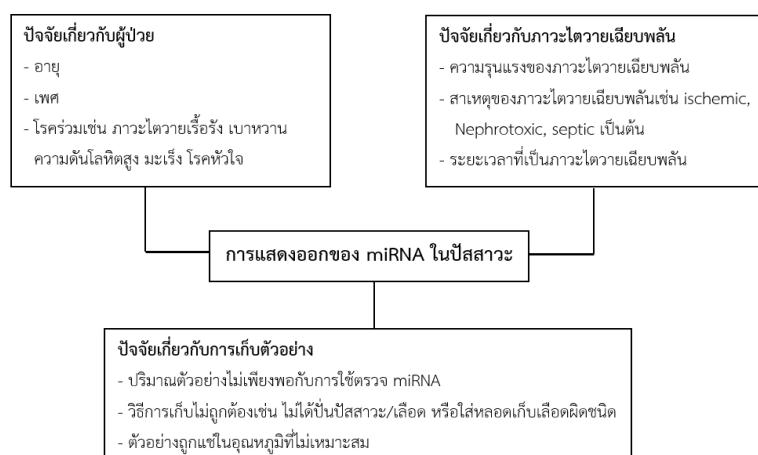 ปัจจัยเกี่ยวกับผู้ป่วย
- อายุ
- เพศ
- โรคร่วมเช่น ภาวะไตวายเรื้อรัง เบาหวาน
ความดันโลหิตสูง มะเร็ง โรคหัวใจ
ปัจจัยเกี่ยวกับภาวะไตวายเฉียบพลัน
- ความรุนแรงของภาวะไตวายเฉียบพลัน
- สาเหตุของภาวะไตวายเฉียบพลันเช่น ischemic,
Nephrotoxic, septic เป็นต้น
- ระยะเวลาที่เป็นภาวะไตวายเฉียบพลัน
การแสดงออกของ miRNA ในปัสสาวะ
ปัจจัยเกี่ยวกับการเก็บตัวอย่าง
- ปริมาณตัวอย่างไม่เพียงพอกับการใช้ตรวจ miRNA
- วิธีการเก็บไม่ถูกต้องเช่น ไม่ได้ปั่นปัสสาวะ/เลือด หรือใส่หลอดเก็บเลือดผิดชนิด
- ตัวอย่างถูกแช่ในอุณหภูมิที่ไม่เหมาะสม